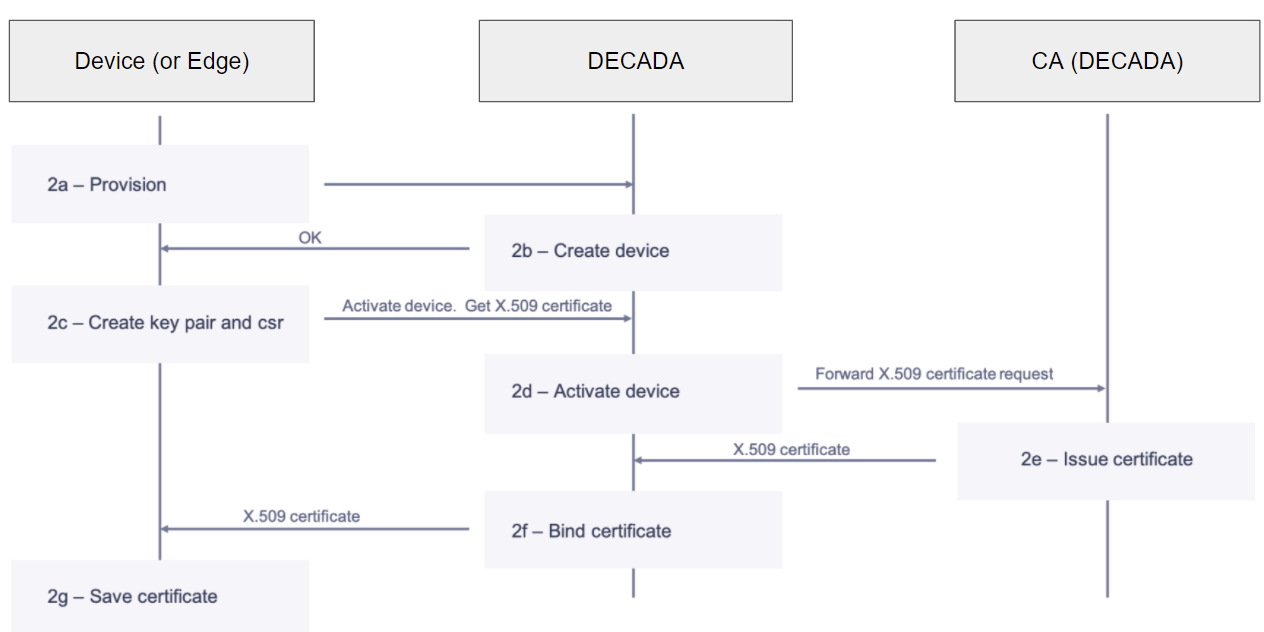 Device (or Edge)
DECADA
CA (DECADA)
2a – Provision
OK
2b – Create device
Activate device.  Get X.509 certificate
2c – Create key pair and csr
Forward X.509 certificate request
2d – Activate device
X.509 certificate
2e – Issue certificate
X.509 certificate
2f – Bind certificate
2g – Save certificate